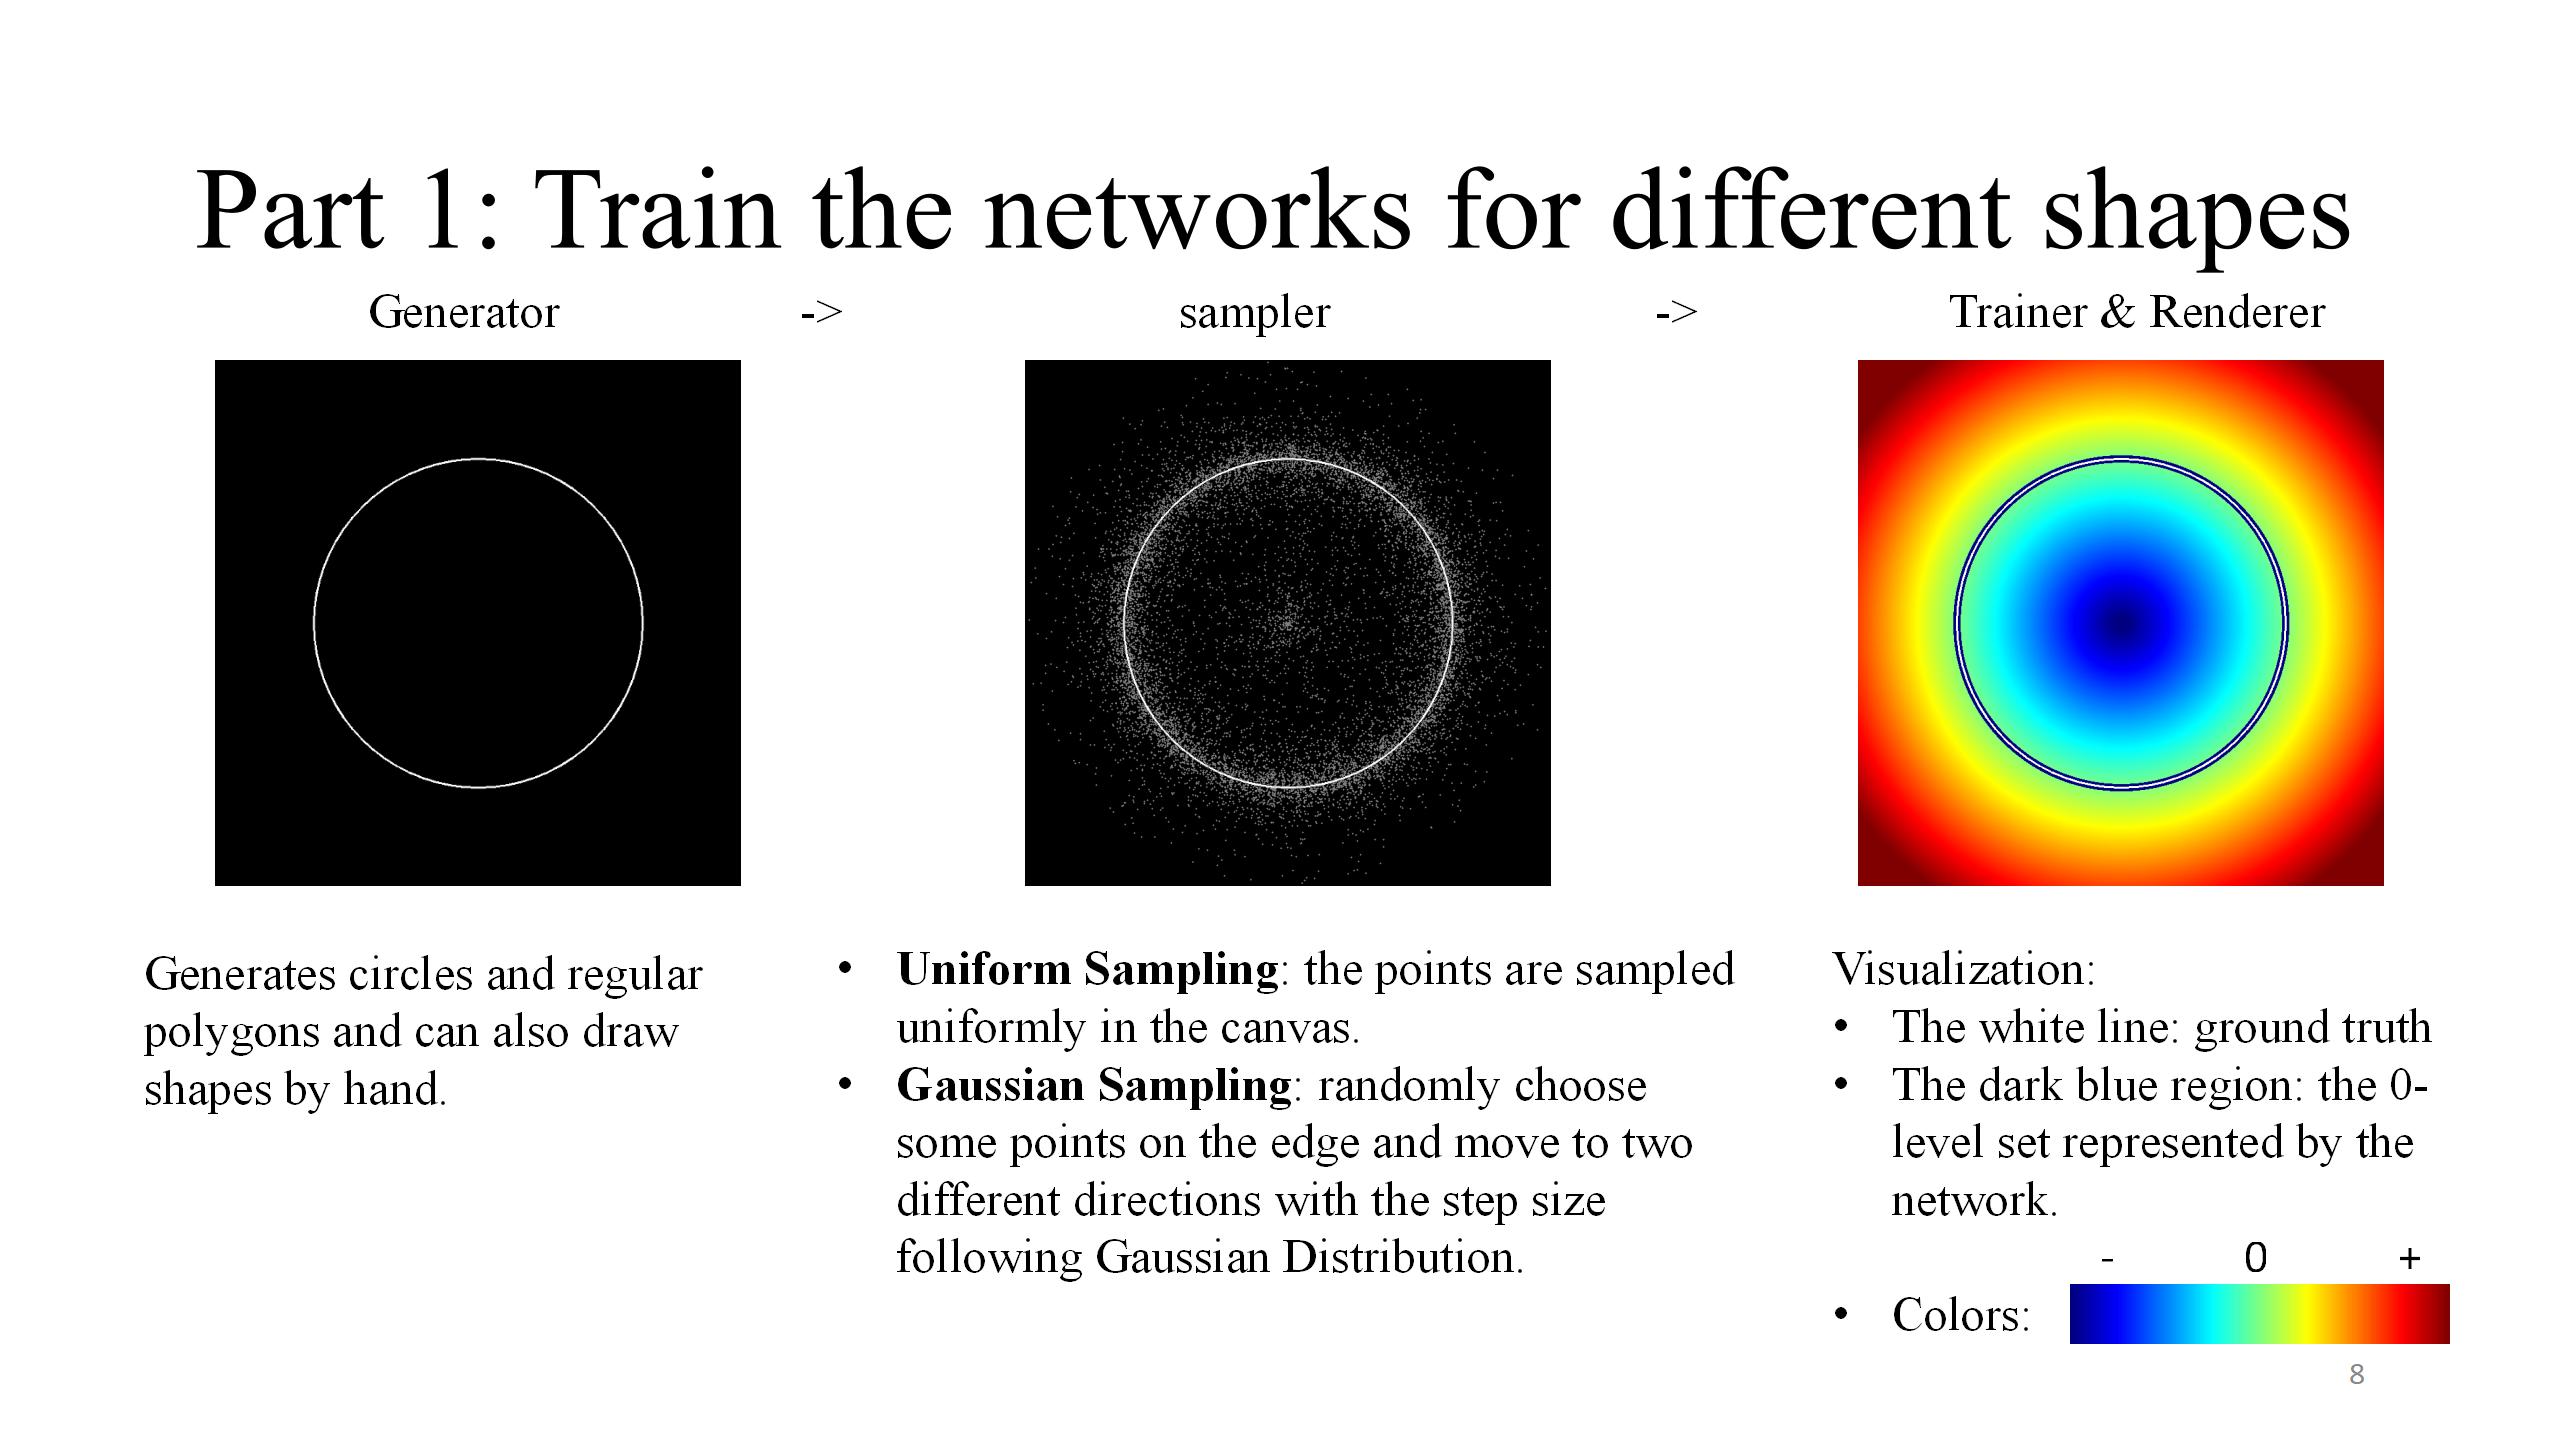 Part 1: Train the networks for different shapes
Generator -> sampler -> Trainer & Renderer
Generates circles and regular
polygons and can also draw
shapes by hand.
• Uniform Sampling: the points are sampled
uniformly in the canvas.
• Gaussian Sampling: randomly choose
some points on the edge and move to two
different directions with the step size
following Gaussian Distribution.
Visualization:
• The white line: ground truth
• The dark blue region: the 0-
level set represented by the
network.
- 0 +
• Colors:
8